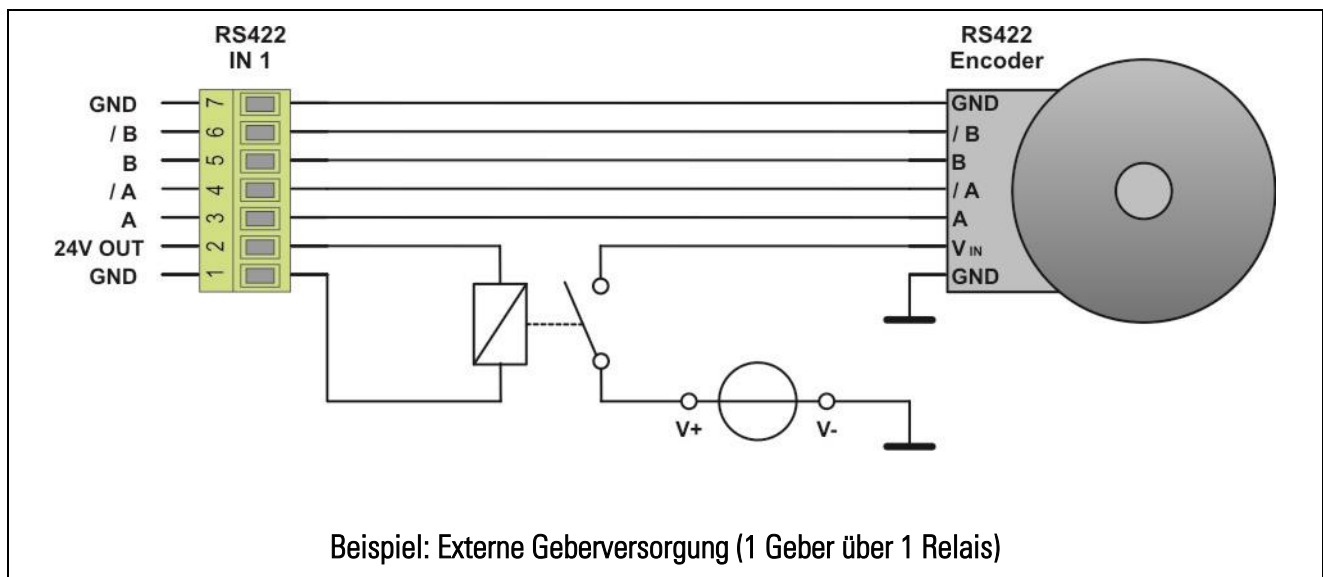 RS422
IN 1
RS422
Encoder
GND 7 GND
/ B 6 / B
B 5 B
/ A 4 / A
A 3 A
24V OUT 2 V IN
GND 1 GND
V+ V-
Beispiel: Externe Geberversorgung (1 Geber über 1 Relais)